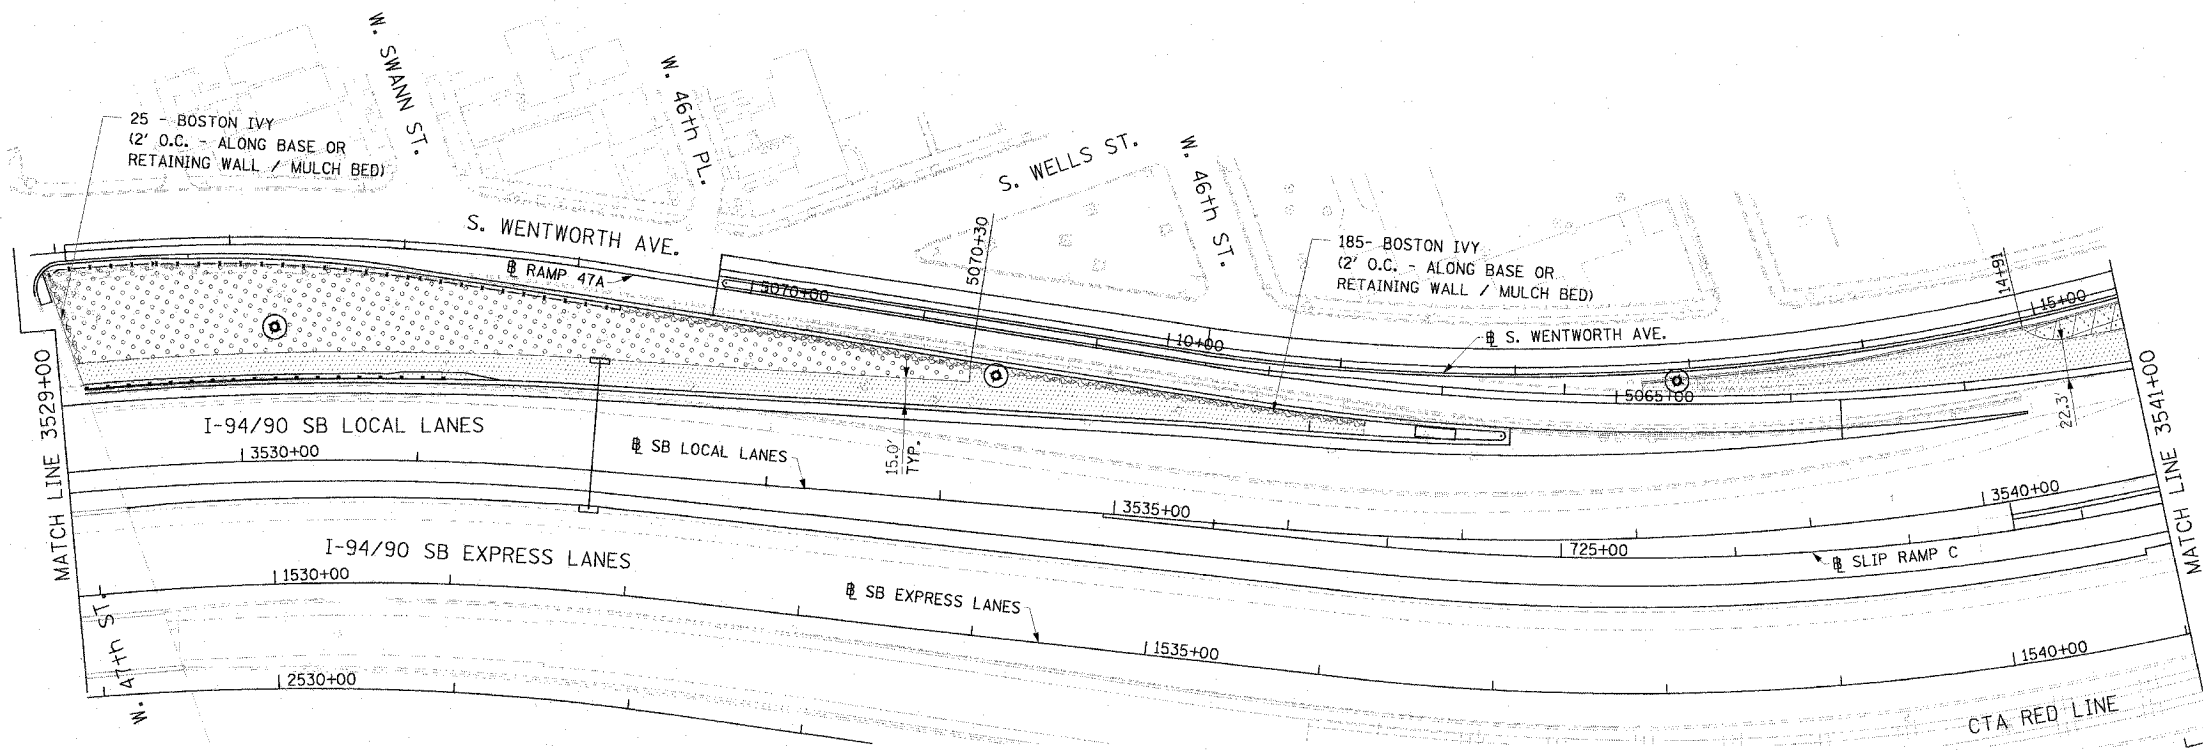 W. SWANN ST.
W. 46th PL.
25 - BOSTON IVY
(2' O.C. - ALONG BASE OR
RETAINING WALL / MULCH BED)
S. WELLS ST.
W. 46th ST.
S. WENTWORTH AVE.
℄ RAMP 47A
5070+00
5070+30
185- BOSTON IVY
(2' O.C. - ALONG BASE OR
RETAINING WALL / MULCH BED)
14+91
15+00
10+00
℄ S. WENTWORTH AVE.
5065+00
22.3'
MATCH LINE 3529+00
I-94/90 SB LOCAL LANES
3530+00
℄ SB LOCAL LANES
15.0'
TYP.
3535+00
3540+00
MATCH LINE 3541+00
725+00
℄ SLIP RAMP C
I-94/90 SB EXPRESS LANES
1530+00
℄ SB EXPRESS LANES
1535+00
1540+00
W. 47th ST.
2530+00
CTA RED LINE